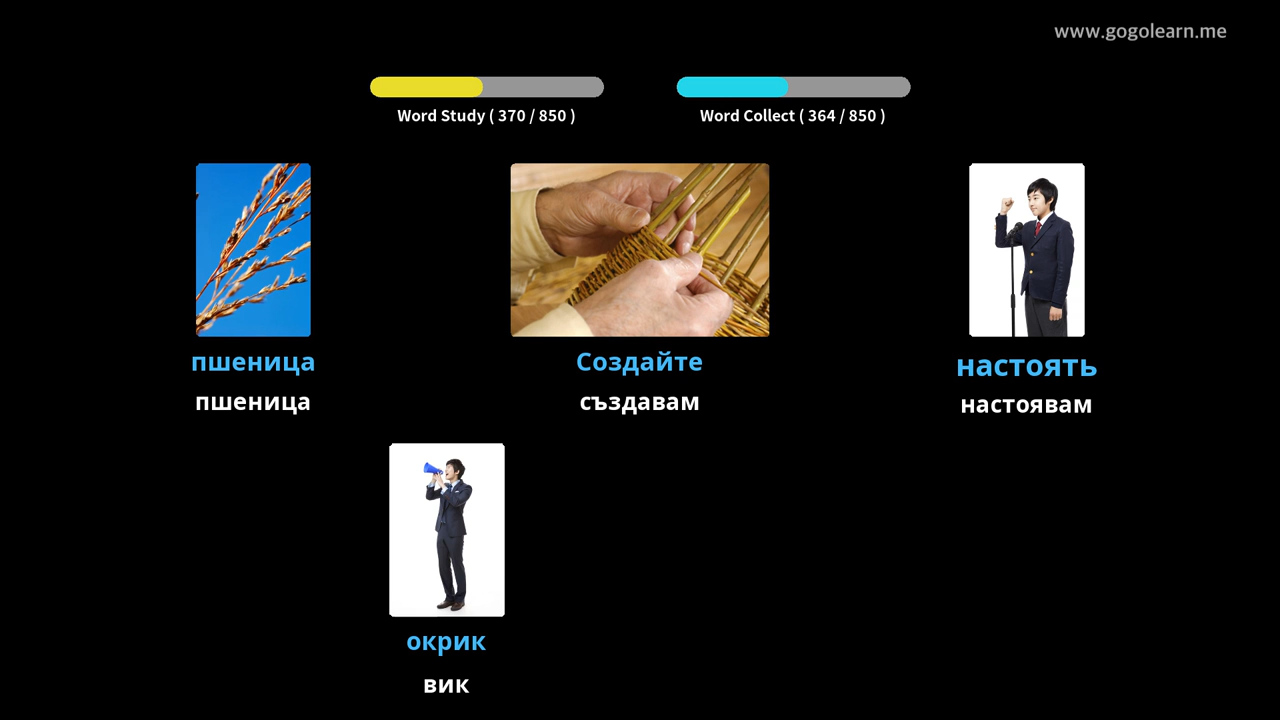 www.gogolearn.me
Word Study ( 370 / 850 )
Word Collect ( 364 / 850 )
пшеница
пшеница
Создайте
създавам
настоять
настоявам
окрик
вик